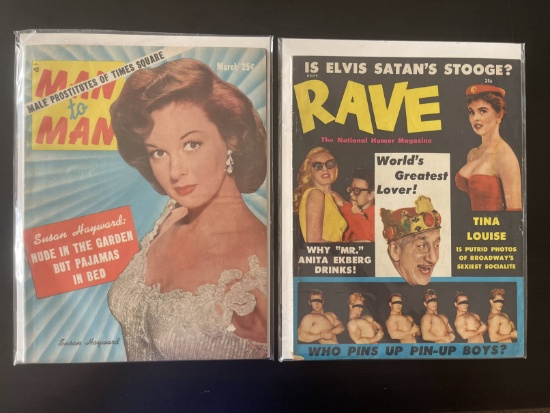 MALE PROSTITUTES OF TIMES SQUARE
March 25¢
MAN
to
MAN
Susan Hayward:
NUDE IN THE GARDEN
BUT PAJAMAS
IN BED
Susan Hayward
IS ELVIS SATAN'S STOOGE?
25¢
RAVE
The National Humor Magazine
World's
Greatest
Lover!
TINA
LOUISE
IS PUTRID PHOTOS
OF BROADWAY'S
SEXIEST SOCIALITE
WHY "MR."
ANITA EKBERG
DRINKS!
WHO PINS UP PIN-UP BOYS?